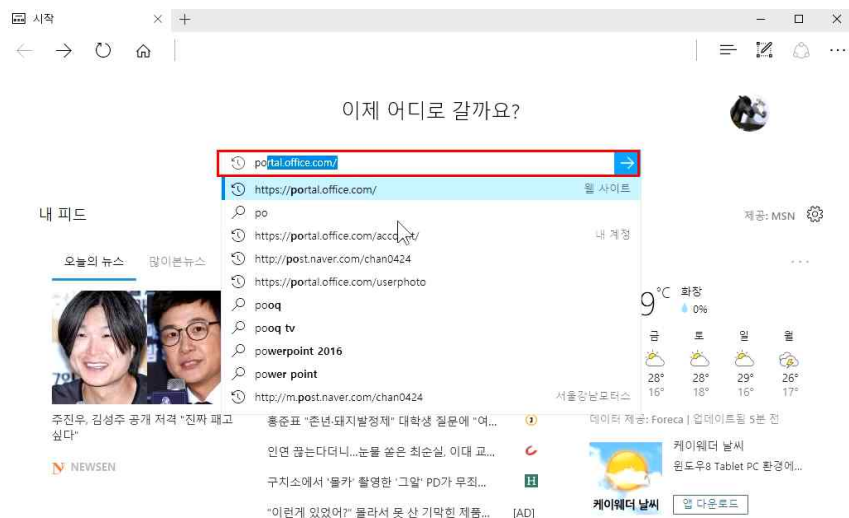 시작
이제 어디로 갈까요?
portal.office.com/
https://portal.office.com/ 웹 사이트
po
https://portal.office.com/account/ 내 계정
http://post.naver.com/chan0424
https://portal.office.com/userphoto
pooq
pooq tv
powerpoint 2016
power point
http://m.post.naver.com/chan0424 서울강남모터스
내 피드
제공: MSN
오늘의 뉴스 많이본뉴스
9°C 화창
0%
금 토 일 월
28° 28° 29° 26°
16° 18° 16° 17°
데이터 제공: Foreca | 업데이트됨 5분 전
주진우, 김성주 공개 저격 "진짜 패고
싶다"
NEWSEN
홍준표 "존년·돼지발정제" 대학생 질문에 "여...
인연 끊는다더니...눈물 쏟은 최순실, 이대 교...
구치소에서 '몰카' 촬영한 '그알' PD가 무죄...
"이런게 있었어?" 몰라서 못 산 기막힌 제품... [AD]
H
케이웨더 날씨
윈도우8 Tablet PC 환경에...
케이웨더 날씨
앱 다운로드